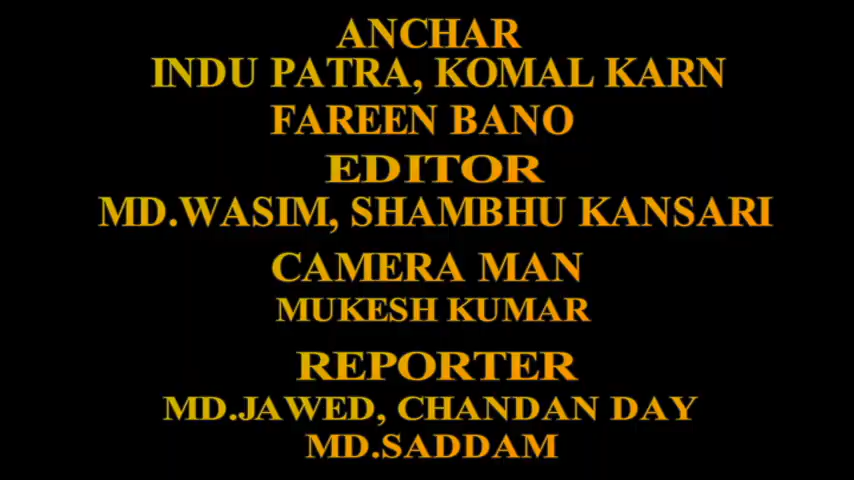 ANCHAR
INDU PATRA, KOMAL KARN
FAREEN BANO
EDITOR
MD.WASIM, SHAMBHU KANSARI
CAMERA MAN
MUKESH KUMAR
REPORTER
MD.JAWED, CHANDAN DAY
MD.SADDAM